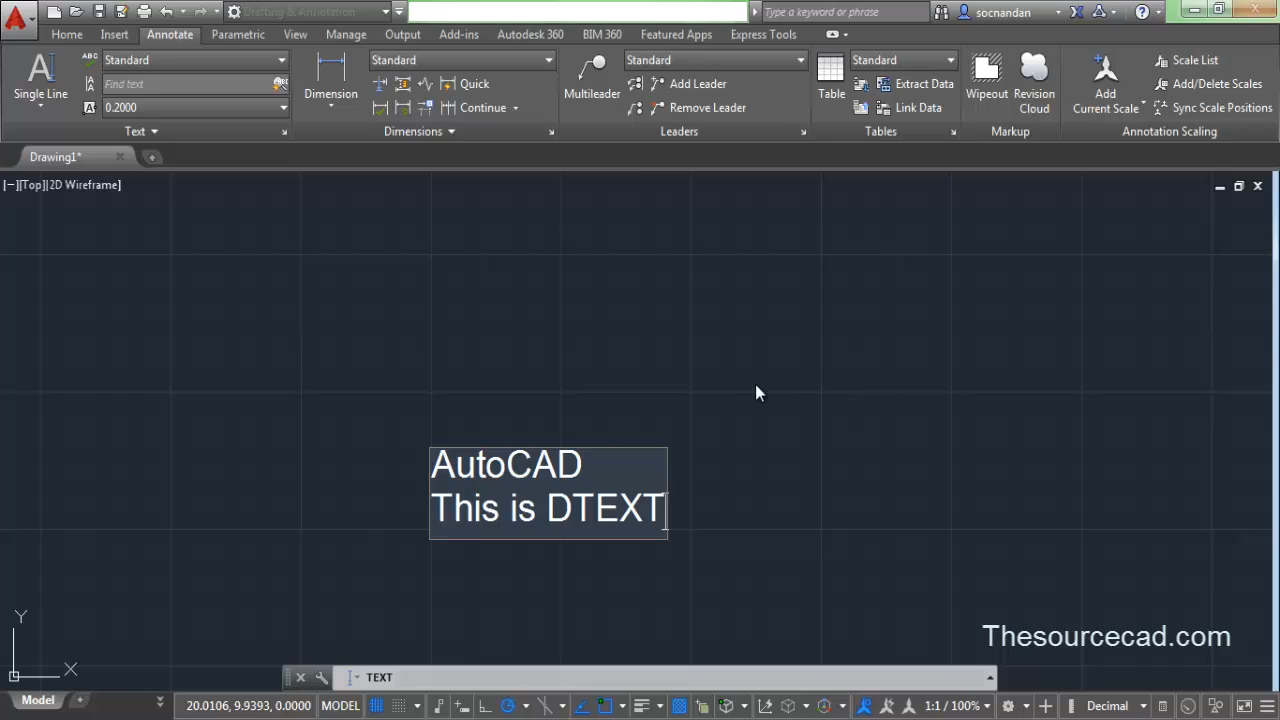 Drafting & Annotation
Type a keyword or phrase
socnandan
Home Insert Annotate Parametric View Manage Output Add-ins Autodesk 360 BIM 360 Featured Apps Express Tools
Single Line
ABC
Standard
Find text
0.2000
Text
Dimension
Standard
Quick
Continue
Dimensions
Multileader
Standard
Add Leader
Remove Leader
Leaders
Table
Standard
Extract Data
Link Data
Tables
Wipeout
Revision Cloud
Markup
Add Current Scale
Scale List
Add/Delete Scales
Sync Scale Positions
Annotation Scaling
Drawing1*
[−][Top][2D Wireframe]
AutoCAD
This is DTEXT
Thesourcecad.com
Y
X
TEXT
Model
20.0106, 9.9393, 0.0000 MODEL 1:1 / 100% Decimal